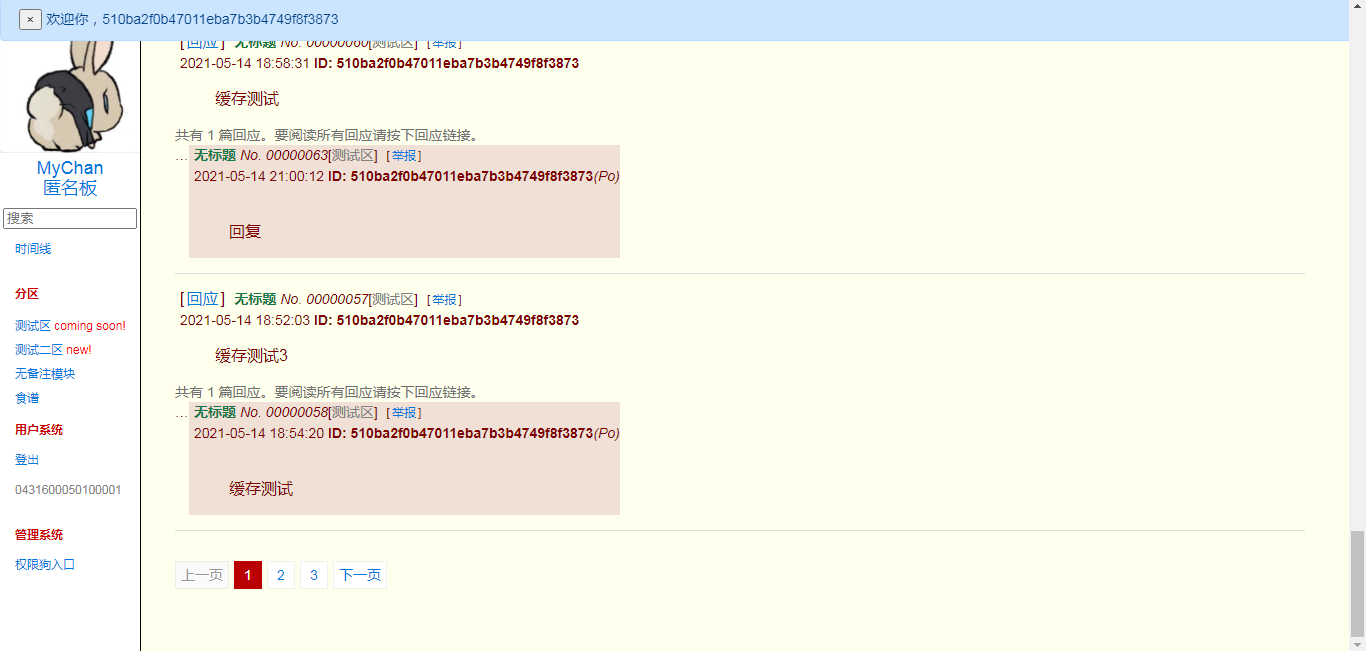 × 欢迎你，510ba2f0b47011eba7b3b4749f8f3873
MyChan
匿名板
搜索
时间线
分区
测试区 coming soon!
测试二区 new!
无备注模块
食谱
用户系统
登出
0431600050100001
管理系统
权限狗入口
[回应] 无标题 No. 00000060[测试区] [举报]
2021-05-14 18:58:31 ID: 510ba2f0b47011eba7b3b4749f8f3873
缓存测试
共有 1 篇回应。要阅读所有回应请按下回应链接。
… 无标题 No. 00000063[测试区] [举报]
2021-05-14 21:00:12 ID: 510ba2f0b47011eba7b3b4749f8f3873(Po)
回复
[回应] 无标题 No. 00000057[测试区] [举报]
2021-05-14 18:52:03 ID: 510ba2f0b47011eba7b3b4749f8f3873
缓存测试3
共有 1 篇回应。要阅读所有回应请按下回应链接。
… 无标题 No. 00000058[测试区] [举报]
2021-05-14 18:54:20 ID: 510ba2f0b47011eba7b3b4749f8f3873(Po)
缓存测试
上一页 1 2 3 下一页